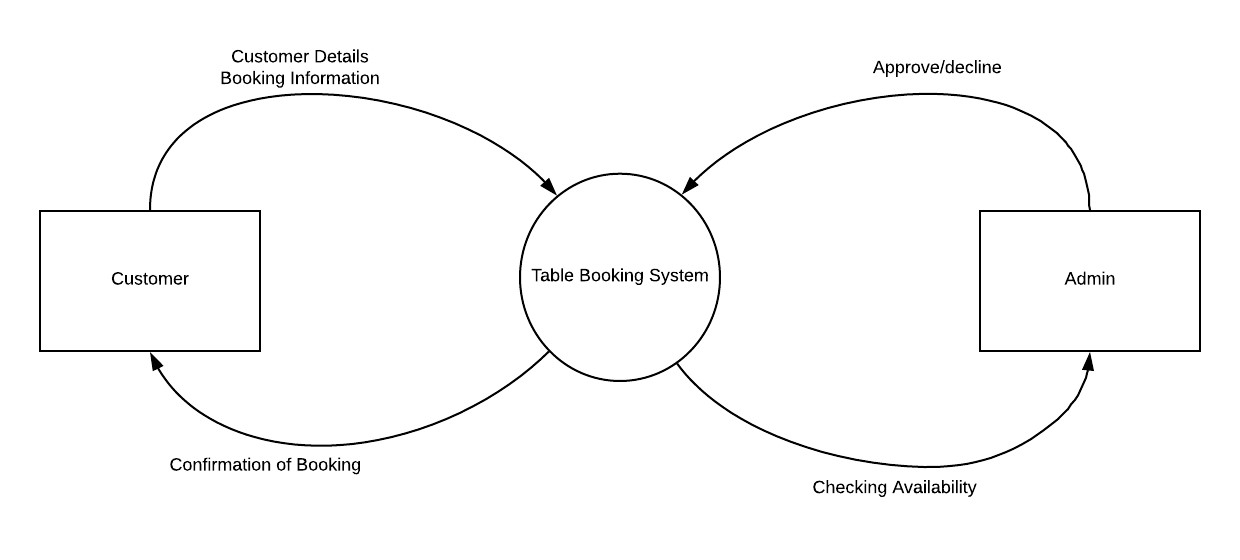 Customer Details
Booking Information
Approve/decline
Customer
Table Booking System
Admin
Confirmation of Booking
Checking Availability